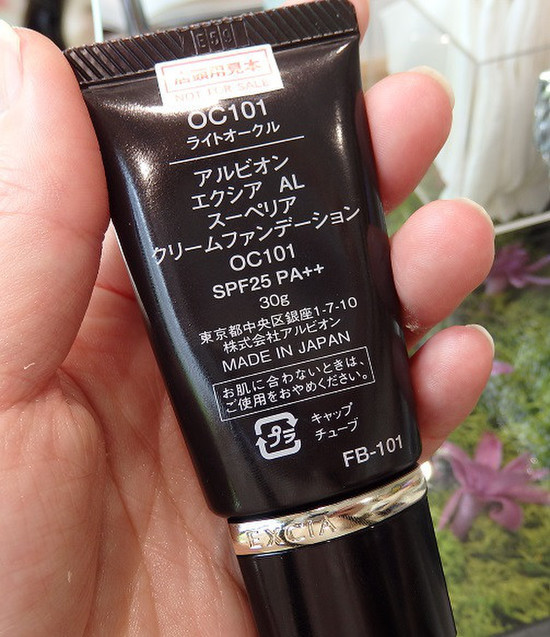 店頭用見本
NOT FOR SALE
OC101
ライトオークル
アルビオン
エクシア AL
スーペリア
クリームファンデーション
OC101
SPF25 PA++
30g
東京都中央区銀座1-7-10
株式会社アルビオン
MADE IN JAPAN
お肌に合わないときは、
ご使用をおやめください。
プラ
キャップ
チューブ
FB-101
EXCIA